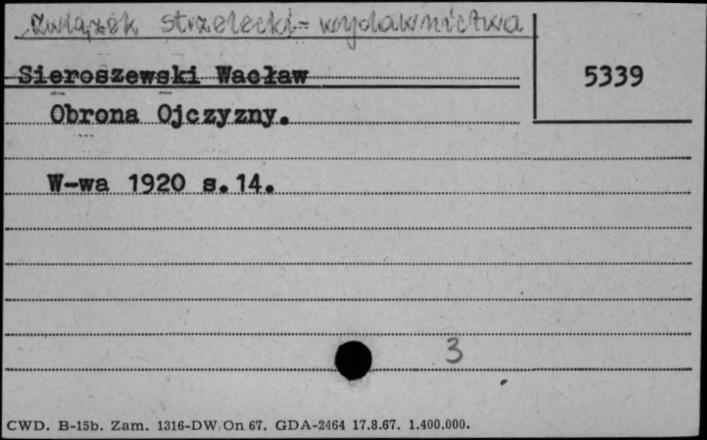 Związek strzelecki - wydawnictwa
Sieroszewski Wacław
5339
Obrona Ojczyzny.
W-wa 1920 s.14.
3
CWD. B-15b. Zam. 1316-DW/On 67. GDA-2464 17.8.67. 1.400.000.